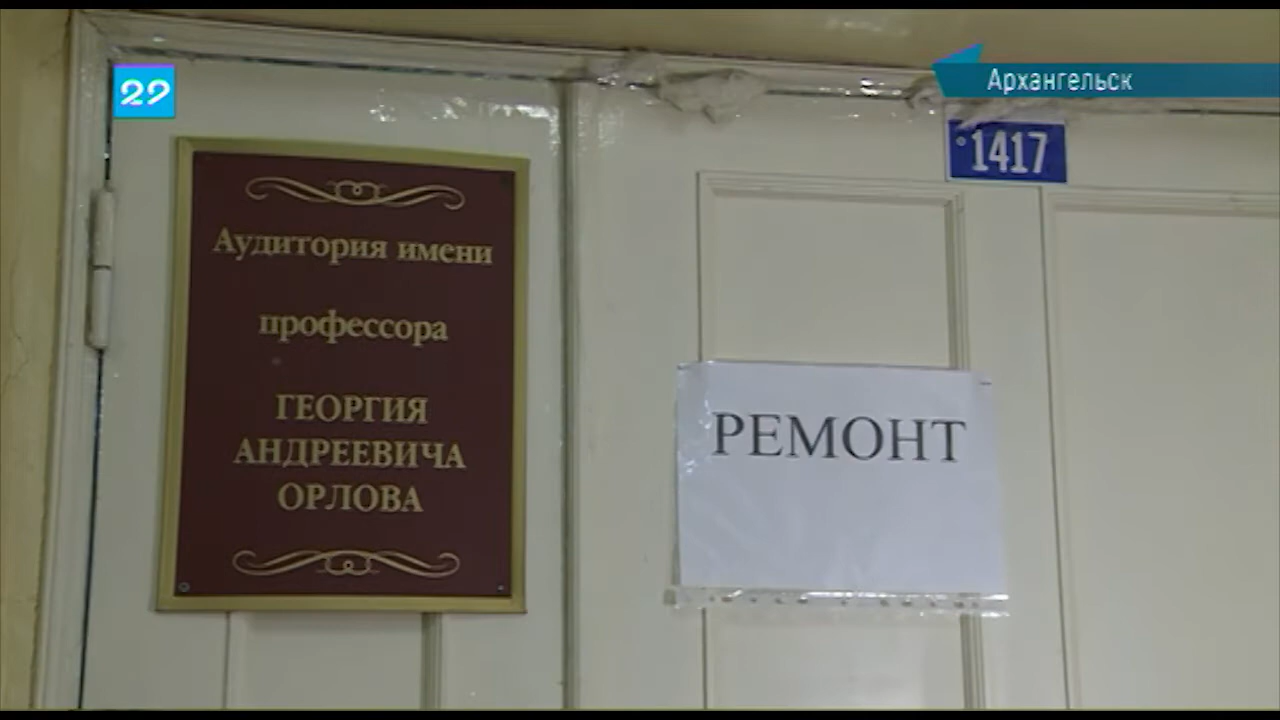 29
Архангельск
1417
Аудитория имени
профессора
ГЕОРГИЯ
АНДРЕЕВИЧА
ОРЛОВА
РЕМОНТ